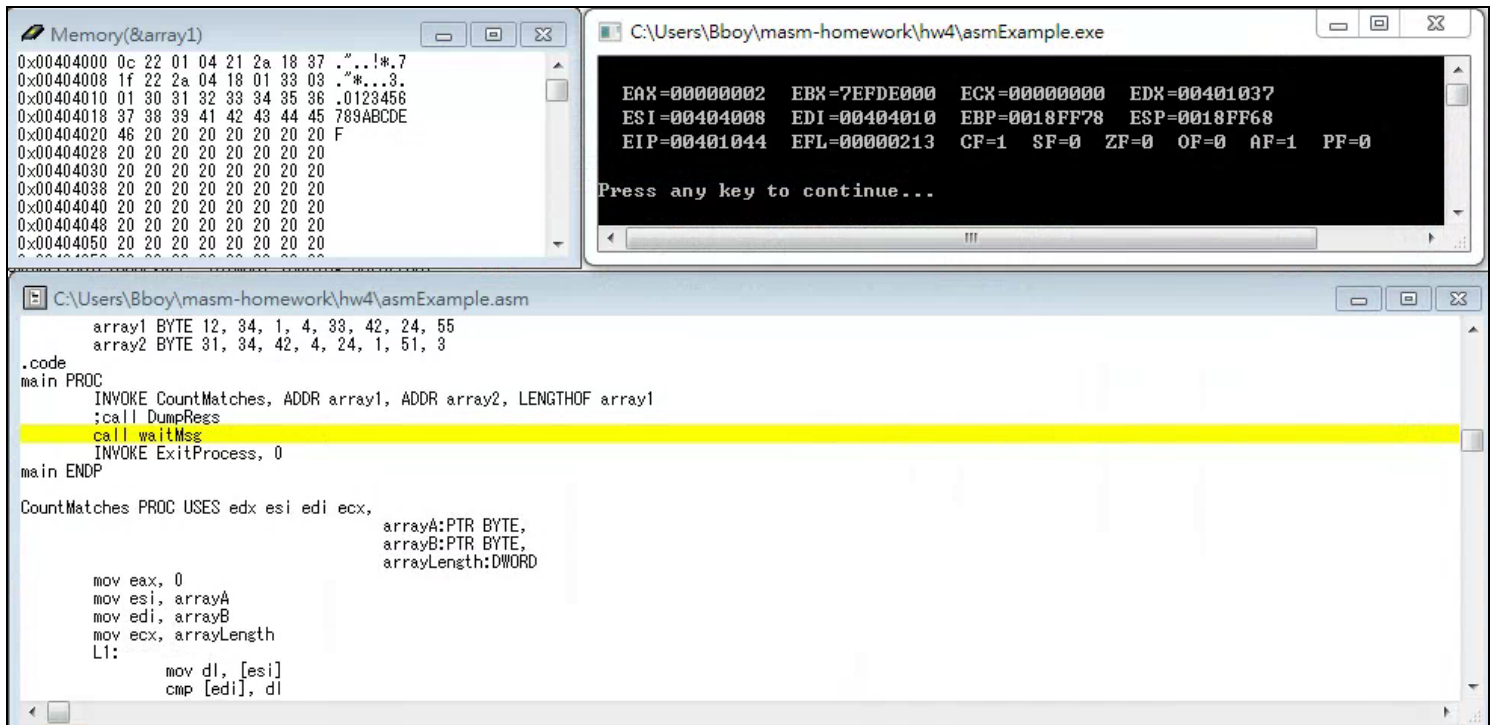 Memory(&array1)
0x00404000 0c 22 01 04 21 2a 18 37 ."..!*.7
0x00404008 1f 22 2a 04 18 01 33 03 ."*...3.
0x00404010 01 30 31 32 33 34 35 36 .0123456
0x00404018 37 38 39 41 42 43 44 45 789ABCDE
0x00404020 46 20 20 20 20 20 20 20 F
0x00404028 20 20 20 20 20 20 20 20
0x00404030 20 20 20 20 20 20 20 20
0x00404038 20 20 20 20 20 20 20 20
0x00404040 20 20 20 20 20 20 20 20
0x00404048 20 20 20 20 20 20 20 20
0x00404050 20 20 20 20 20 20 20 20
C:\Users\Bboy\masm-homework\hw4\asmExample.exe
EAX=00000002 EBX=7EFDE000 ECX=00000000 EDX=00401037
ESI=00404008 EDI=00404010 EBP=0018FF78 ESP=0018FF68
EIP=00401044 EFL=00000213 CF=1 SF=0 ZF=0 OF=0 AF=1 PF=0
Press any key to continue...
C:\Users\Bboy\masm-homework\hw4\asmExample.asm
array1 BYTE 12, 34, 1, 4, 33, 42, 24, 55
array2 BYTE 31, 34, 42, 4, 24, 1, 51, 3
.code
main PROC
INVOKE CountMatches, ADDR array1, ADDR array2, LENGTHOF array1
;call DumpRegs
call waitMsg
INVOKE ExitProcess, 0
main ENDP
CountMatches PROC USES edx esi edi ecx,
arrayA:PTR BYTE,
arrayB:PTR BYTE,
arrayLength:DWORD
mov eax, 0
mov esi, arrayA
mov edi, arrayB
mov ecx, arrayLength
L1:
mov dl, [esi]
cmp [edi], dl